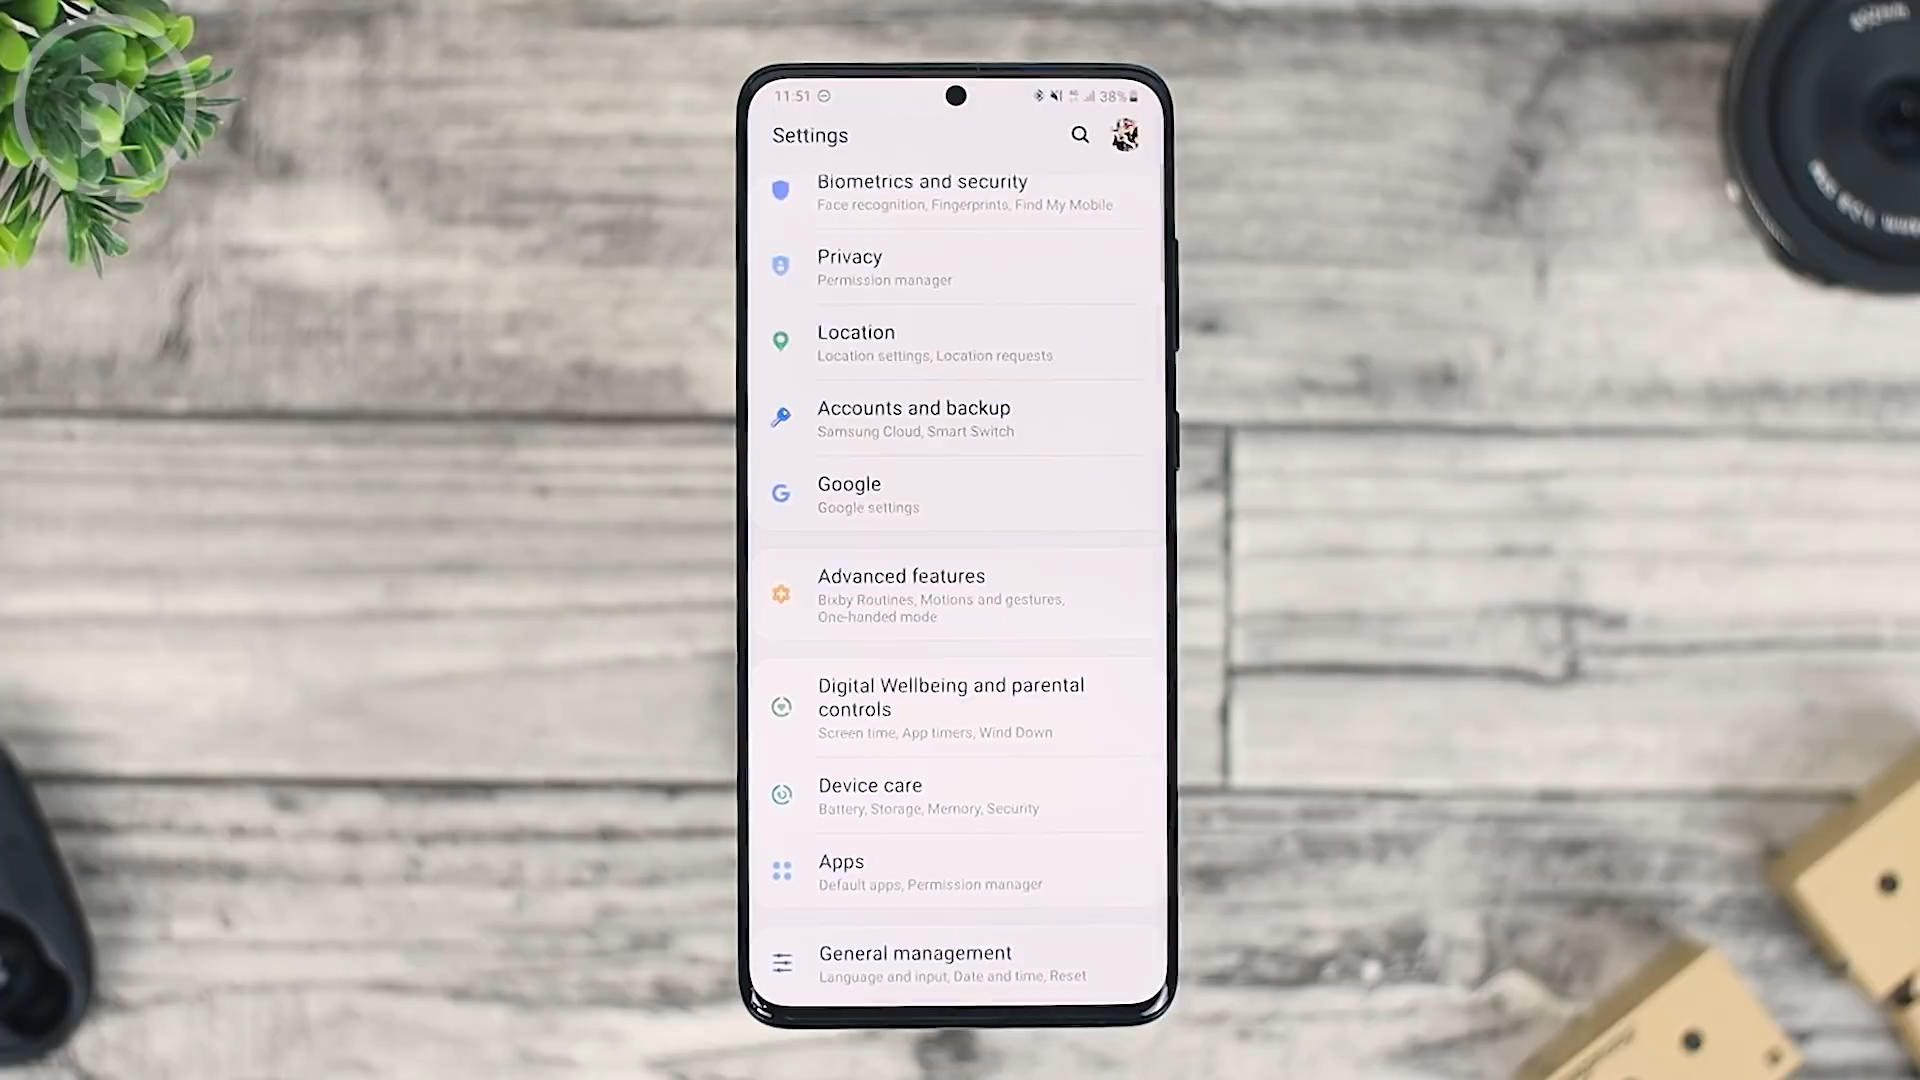 11:51
38%
Settings
Biometrics and security
Face recognition, Fingerprints, Find My Mobile
Privacy
Permission manager
Location
Location settings, Location requests
Accounts and backup
Samsung Cloud, Smart Switch
Google
Google settings
Advanced features
Bixby Routines, Motions and gestures,
One-handed mode
Digital Wellbeing and parental
controls
Screen time, App timers, Wind Down
Device care
Battery, Storage, Memory, Security
Apps
Default apps, Permission manager
General management
Language and input, Date and time, Reset